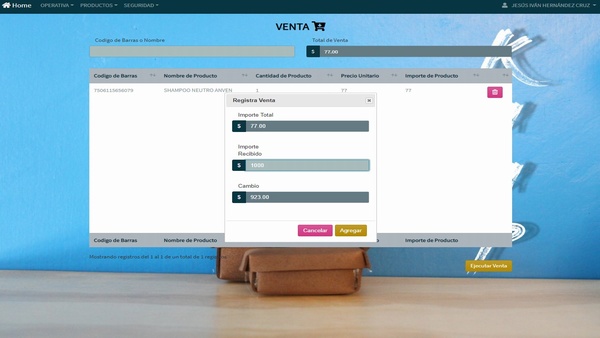 Home OPERATIVA PRODUCTOS SEGURIDAD JESÚS IVÁN HERNÁNDEZ CRUZ
VENTA
Codigo de Barras o Nombre Total de Venta
$ 77.00
Codigo de Barras Nombre de Producto Cantidad de Producto Precio Unitario Importe de Producto
SHAMPOO NEUTRO ANVEN 1 77 77
Registra Venta
Importe Total
$ 77.00
Importe
Recibido
$ 1000
Cambio
$ 923.00
Cancelar Agregar
Codigo de Barras Nombre de Importe de Producto
Mostrando registros del 1 al 1 de un total de 1
Ejecutar Venta